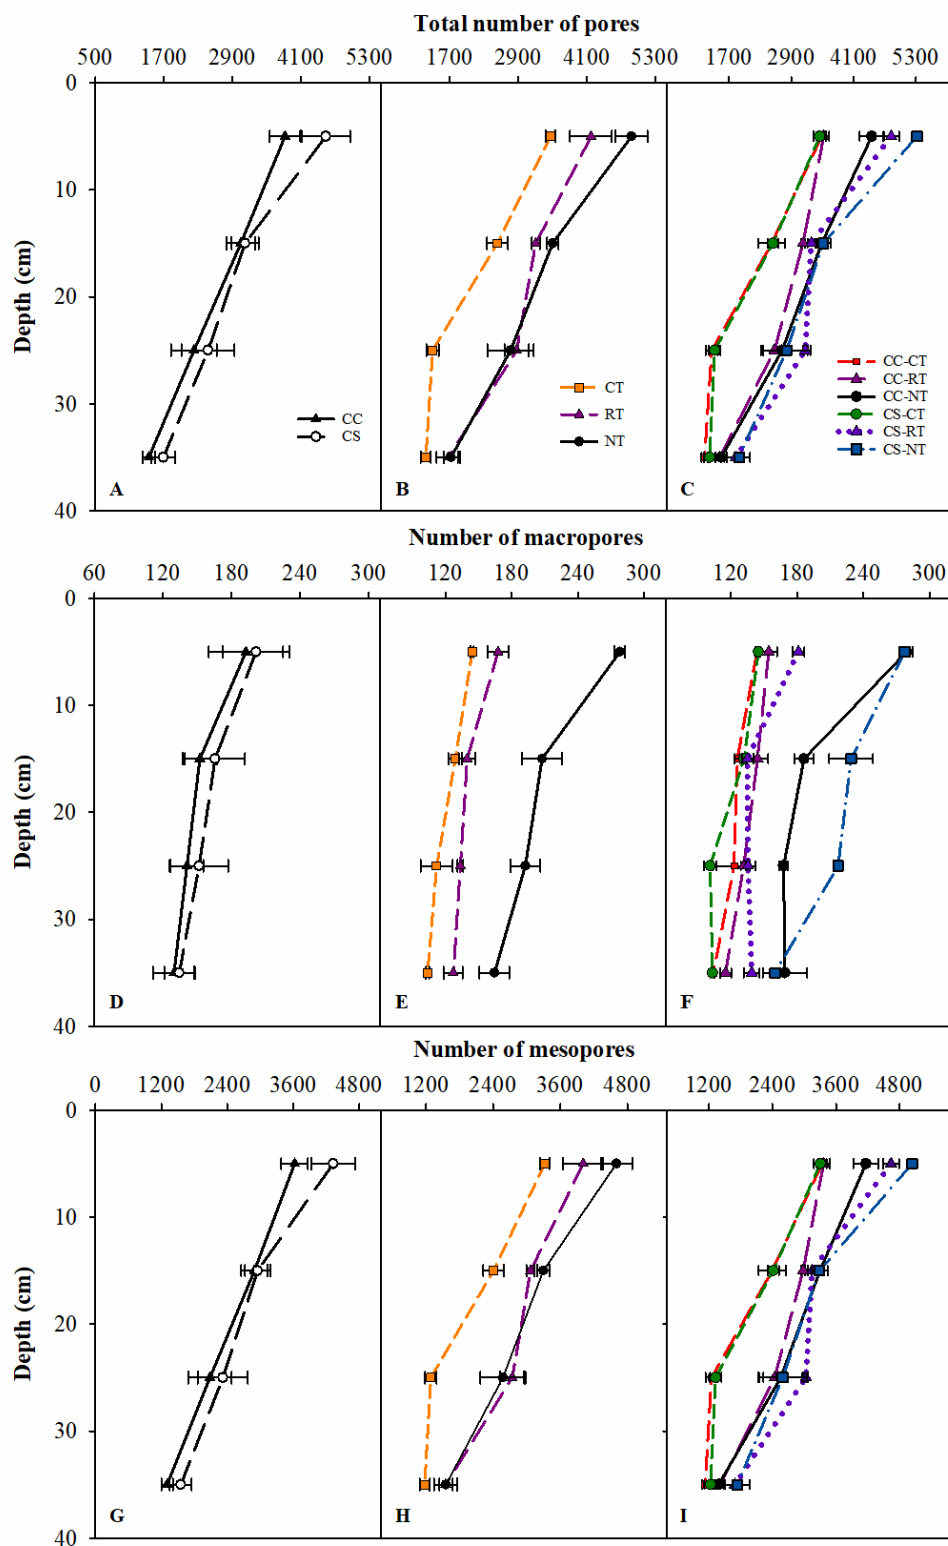 Total number of pores
500 1700 2900 4100 5300 1700 2900 4100 5300 1700 2900 4100 5300
0
10
20
30
40
Depth (cm)
CC
CS
A
CT
RT
NT
B
CC-CT
CC-RT
CC-NT
CS-CT
CS-RT
CS-NT
C
Number of macropores
60 120 180 240 300 120 180 240 300 120 180 240 300
0
10
20
30
40
Depth (cm)
D
E
F
Number of mesopores
0 1200 2400 3600 4800 1200 2400 3600 4800 1200 2400 3600 4800
0
10
20
30
40
Depth (cm)
G
H
I